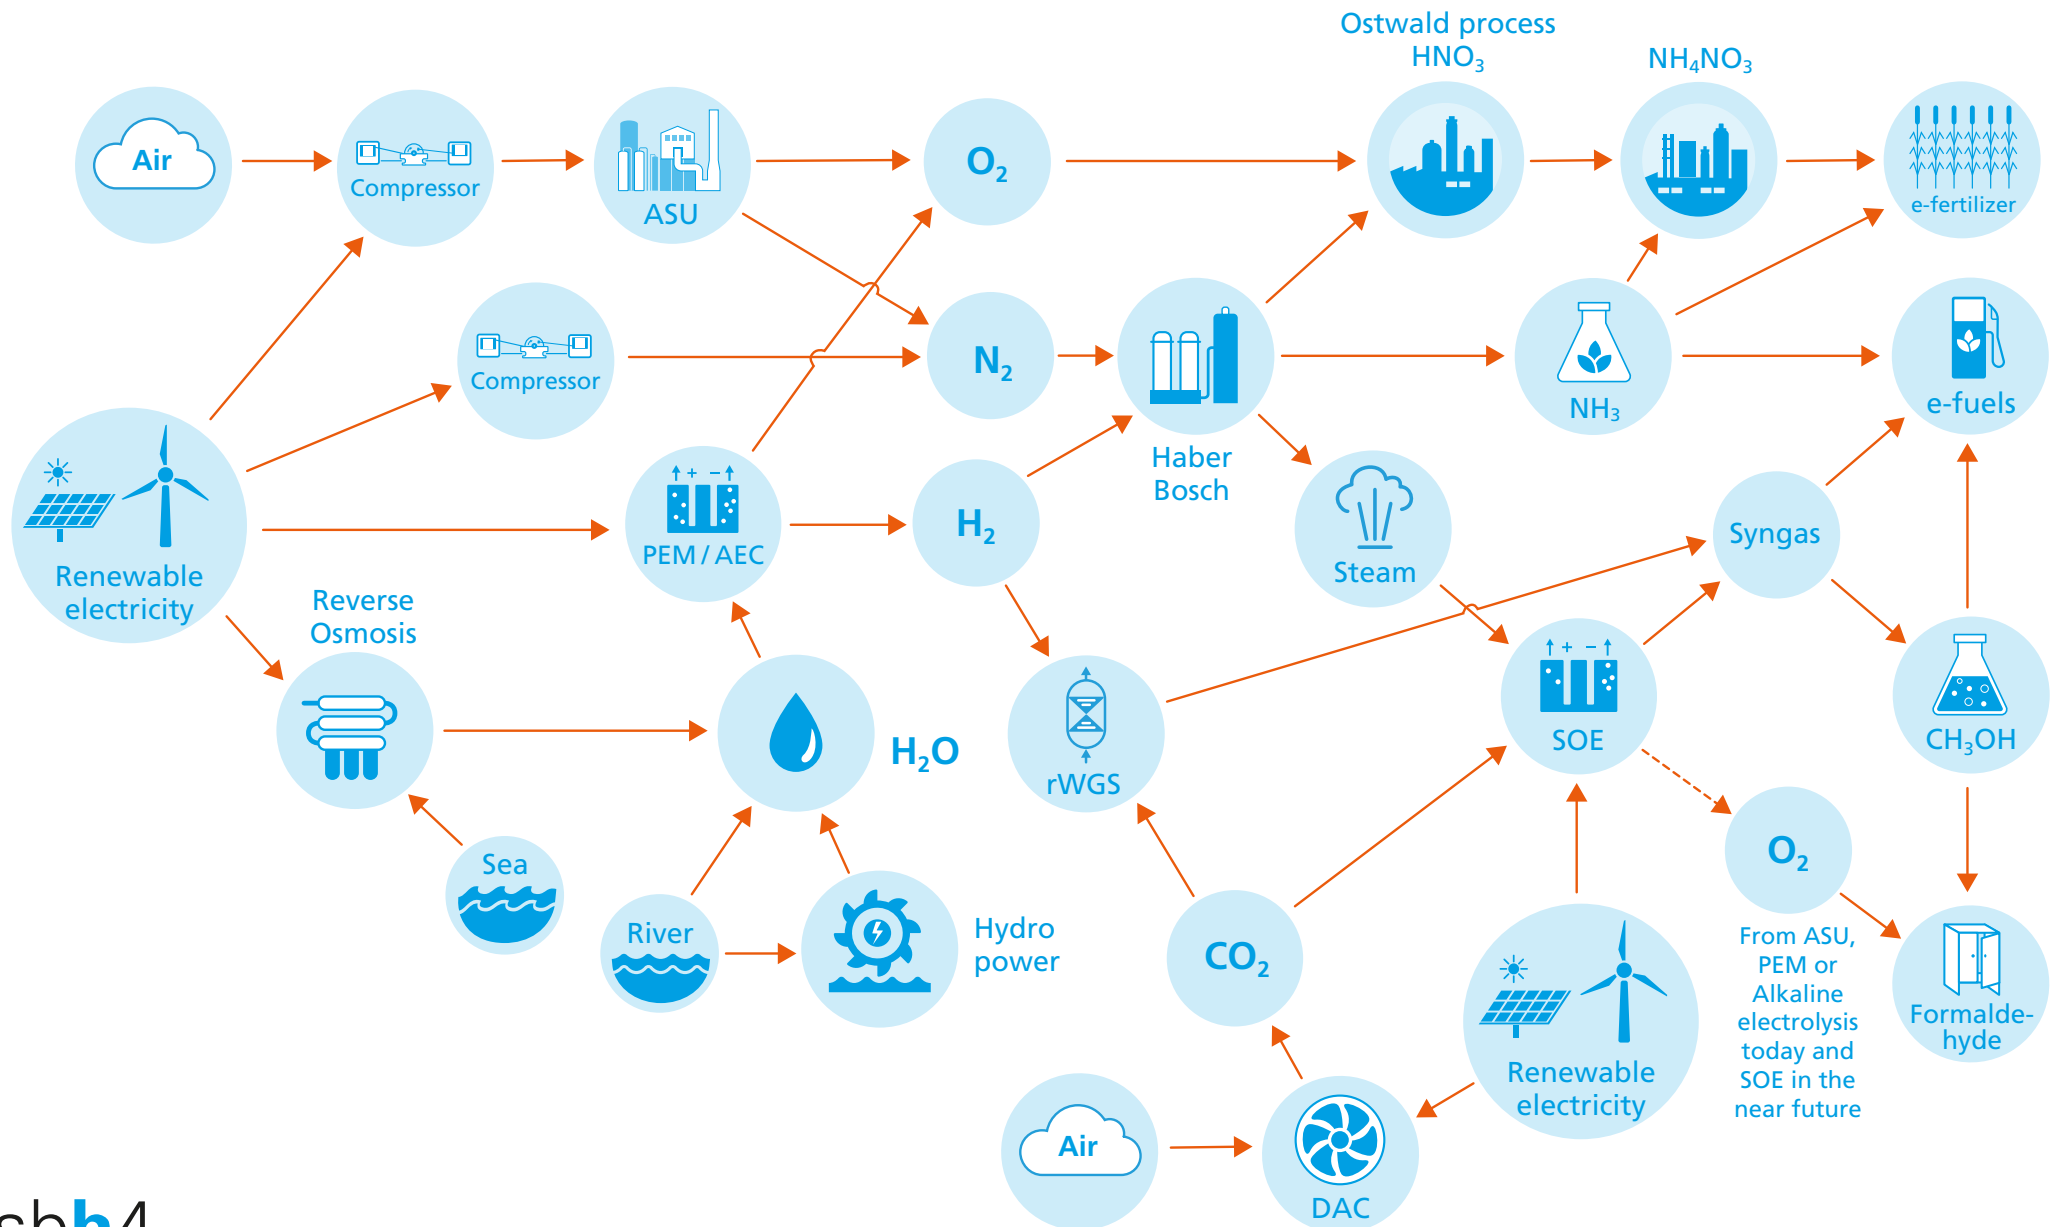 Ostwald process
HNO₃
NH₄NO₃
Air
Compressor
ASU
O₂
e-fertilizer
Compressor
N₂
Haber
Bosch
NH₃
e-fuels
Renewable
electricity
+ −
PEM / AEC
H₂
Steam
Syngas
Reverse
Osmosis
H₂O
rWGS
+ −
SOE
CH₃OH
Sea
River
Hydro
power
CO₂
O₂
From ASU,
PEM or
Alkaline
electrolysis
today and
SOE in the
near future
Formalde-
hyde
Renewable
electricity
Air
DAC
sbh4